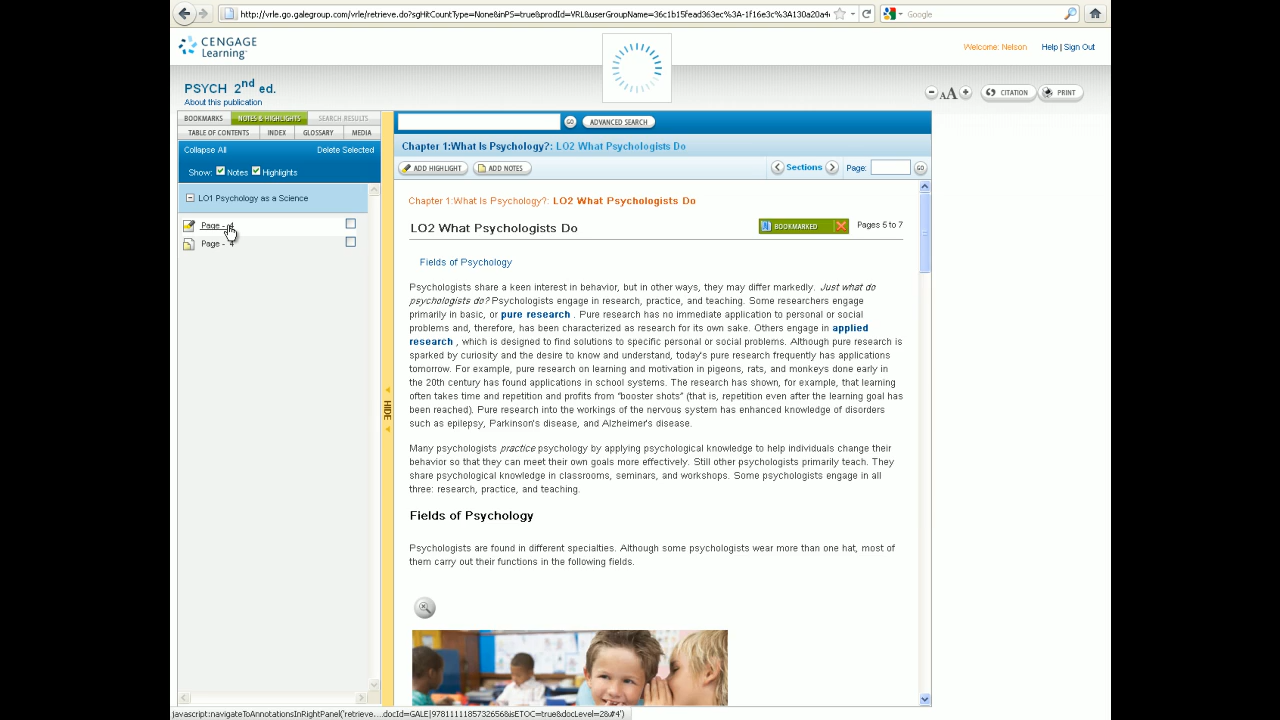 http://vrle.go.galegroup.com/vrle/retrieve.do?sgHitCountType=None&inPS=true&prodId=VRL&userGroupName=36c1b15fead363ec%3A-1f16e3c%3A130a20a4
Google
CENGAGE
Learning
Welcome: Nelson
Help | Sign Out
PSYCH 2nd ed.
About this publication
AA
CITATION
PRINT
BOOKMARKS
NOTES & HIGHLIGHTS
SEARCH RESULTS
TABLE OF CONTENTS
INDEX
GLOSSARY
MEDIA
Collapse All
Delete Selected
Show: Notes Highlights
LO1 Psychology as a Science
Page -
Page -
HIDE
GO
ADVANCED SEARCH
Chapter 1:What Is Psychology?: LO2 What Psychologists Do
ADD HIGHLIGHT
ADD NOTES
Sections
Page:
GO
Chapter 1:What Is Psychology?: LO2 What Psychologists Do
LO2 What Psychologists Do
BOOKMARKED
Pages 5 to 7
Fields of Psychology
Psychologists share a keen interest in behavior, but in other ways, they may differ markedly. Just what do
psychologists do? Psychologists engage in research, practice, and teaching. Some researchers engage
primarily in basic, or pure research . Pure research has no immediate application to personal or social
problems and, therefore, has been characterized as research for its own sake. Others engage in applied
research , which is designed to find solutions to specific personal or social problems. Although pure research is
sparked by curiosity and the desire to know and understand, today's pure research frequently has applications
tomorrow. For example, pure research on learning and motivation in pigeons, rats, and monkeys done early in
the 20th century has found applications in school systems. The research has shown, for example, that learning
often takes time and repetition and profits from "booster shots" (that is, repetition even after the learning goal has
been reached). Pure research into the workings of the nervous system has enhanced knowledge of disorders
such as epilepsy, Parkinson's disease, and Alzheimer's disease.
Many psychologists practice psychology by applying psychological knowledge to help individuals change their
behavior so that they can meet their own goals more effectively. Still other psychologists primarily teach. They
share psychological knowledge in classrooms, seminars, and workshops. Some psychologists engage in all
three: research, practice, and teaching.
Fields of Psychology
Psychologists are found in different specialties. Although some psychologists wear more than one hat, most of
them carry out their functions in the following fields.
javascript:navigateToAnnotationsInRightPanel('retrieve....docId=GALE|9781111857326568&isETOC=true&docLevel=2&#4')